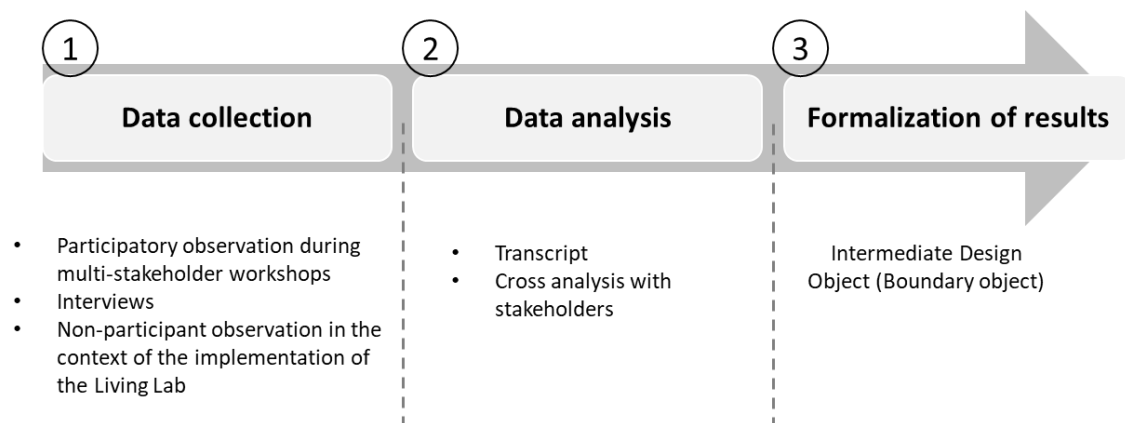 1
Data collection
2
Data analysis
3
Formalization of results
• Participatory observation during
multi-stakeholder workshops
• Interviews
• Non-participant observation in the
context of the implementation of
the Living Lab
• Transcript
• Cross analysis with
stakeholders
Intermediate Design
Object (Boundary object)